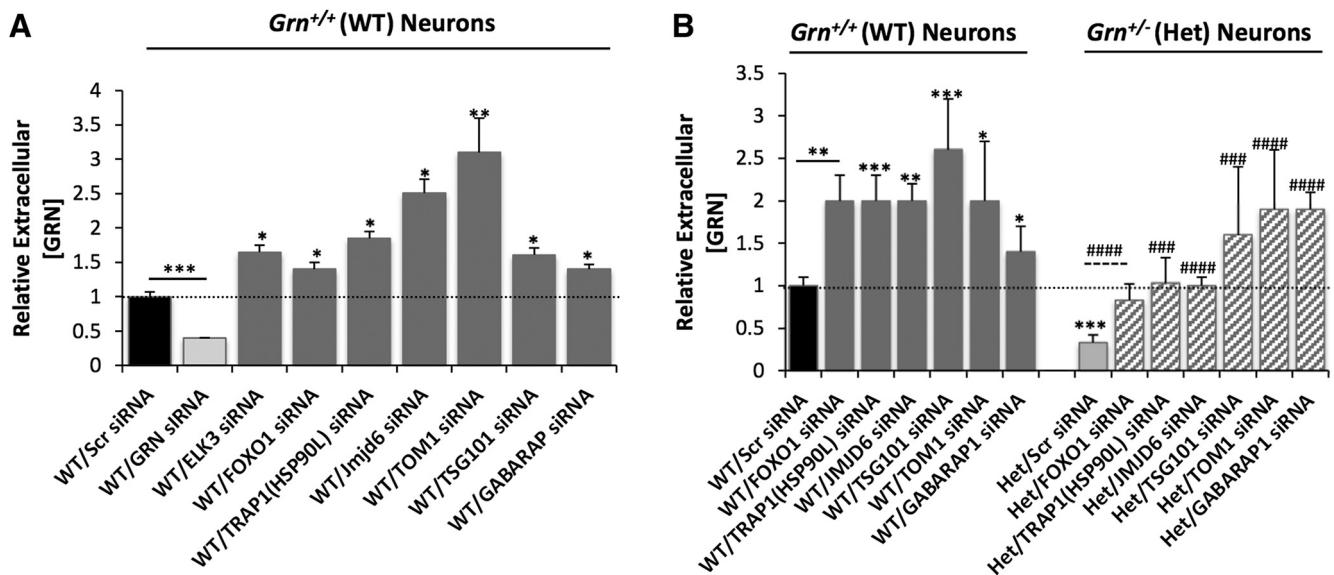 A
Grn+/+ (WT) Neurons
Relative Extracellular
[GRN]
4
3.5
3
2.5
2
1.5
1
0.5
0
***
*
*
*
*
**
*
*
WT/Scr siRNA
WT/GRN siRNA
WT/ELK3 siRNA
WT/FOXO1 siRNA
WT/TRAP1(HSP90L) siRNA
WT/Jmjd6 siRNA
WT/TOM1 siRNA
WT/TSG101 siRNA
WT/GABARAP siRNA
B
Grn+/+ (WT) Neurons
Grn+/- (Het) Neurons
Relative Extracellular
[GRN]
3.5
3
2.5
2
1.5
1
0.5
0
**
***
**
***
*
*
***
####
###
####
###
####
####
WT/Scr siRNA
WT/FOXO1 siRNA
WT/TRAP1(HSP90L) siRNA
WT/JMJD6 siRNA
WT/TSG101 siRNA
WT/TOM1 siRNA
WT/GABARAP1 siRNA
Het/Scr siRNA
Het/FOXO1 siRNA
Het/TRAP1(HSP90L) siRNA
Het/JMJD6 siRNA
Het/TSG101 siRNA
Het/TOM1 siRNA
Het/GABARAP1 siRNA